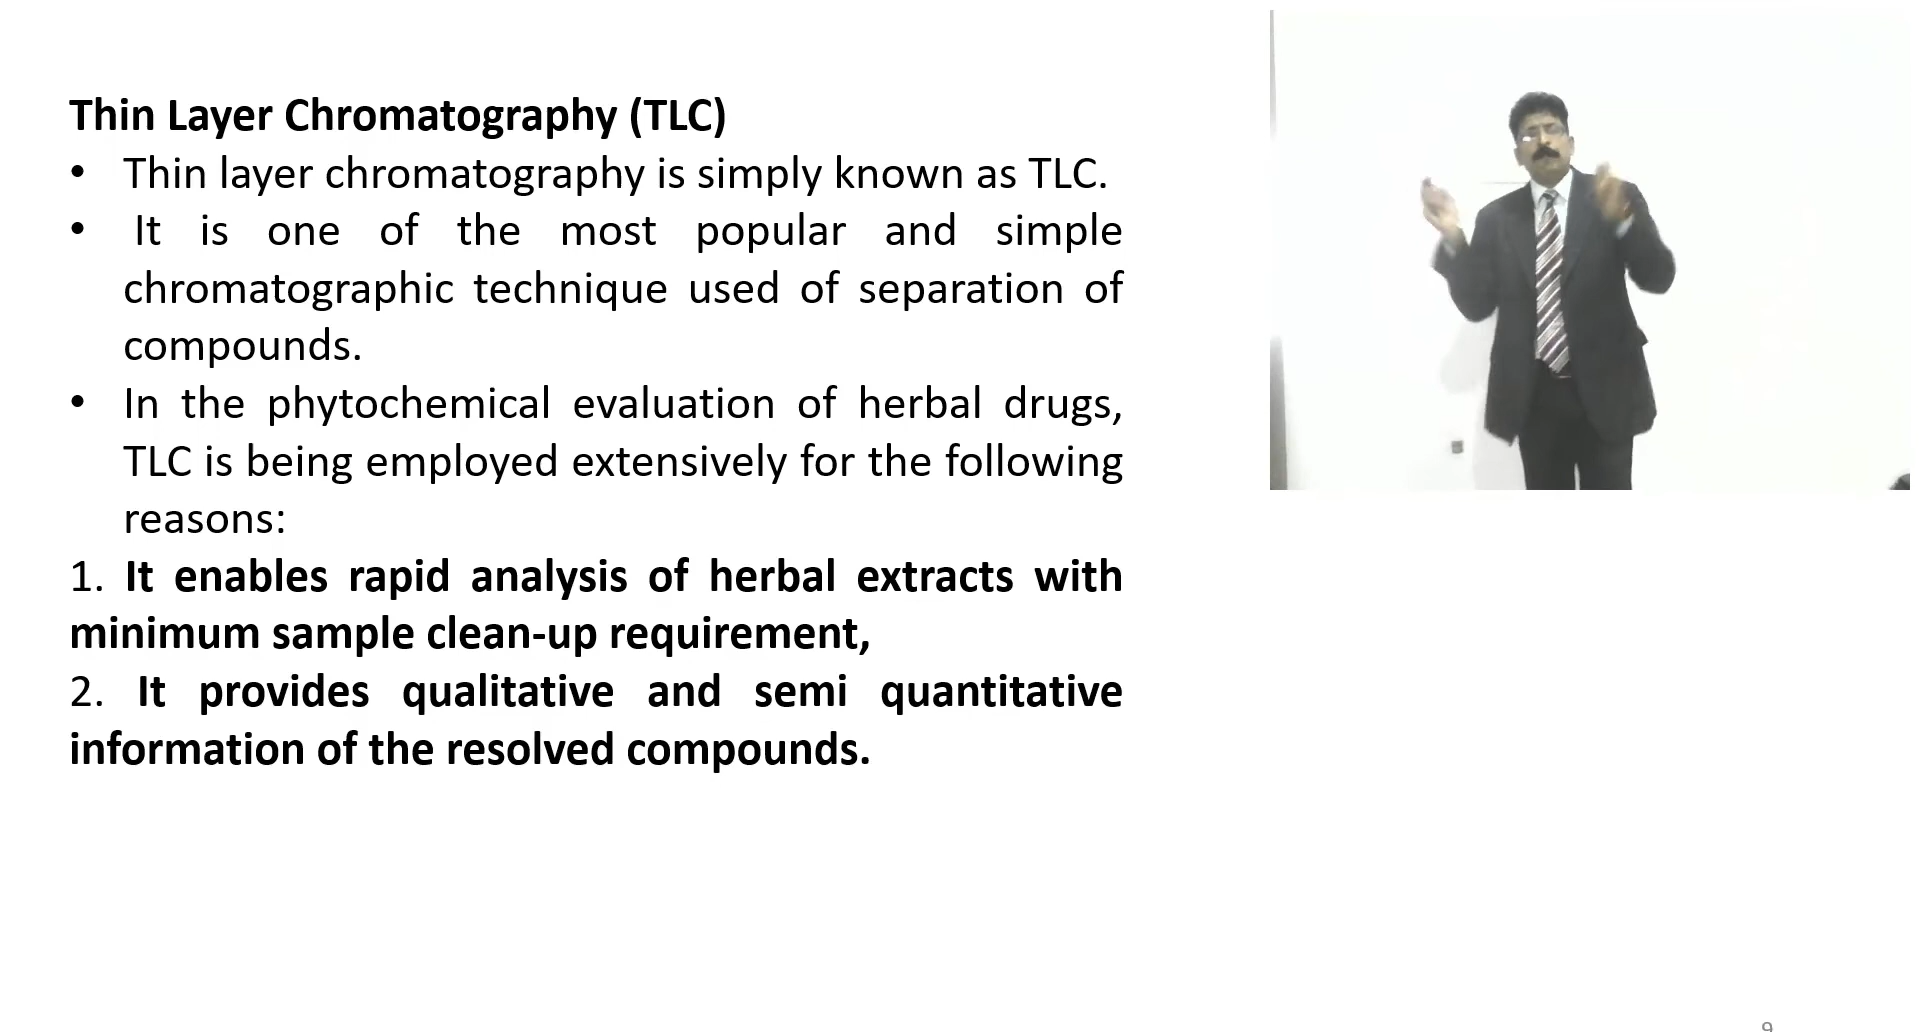 Thin Layer Chromatography (TLC)
• Thin layer chromatography is simply known as TLC.
• It is one of the most popular and simple
chromatographic technique used of separation of
compounds.
• In the phytochemical evaluation of herbal drugs,
TLC is being employed extensively for the following
reasons:
1. It enables rapid analysis of herbal extracts with
minimum sample clean-up requirement,
2. It provides qualitative and semi quantitative
information of the resolved compounds.
9